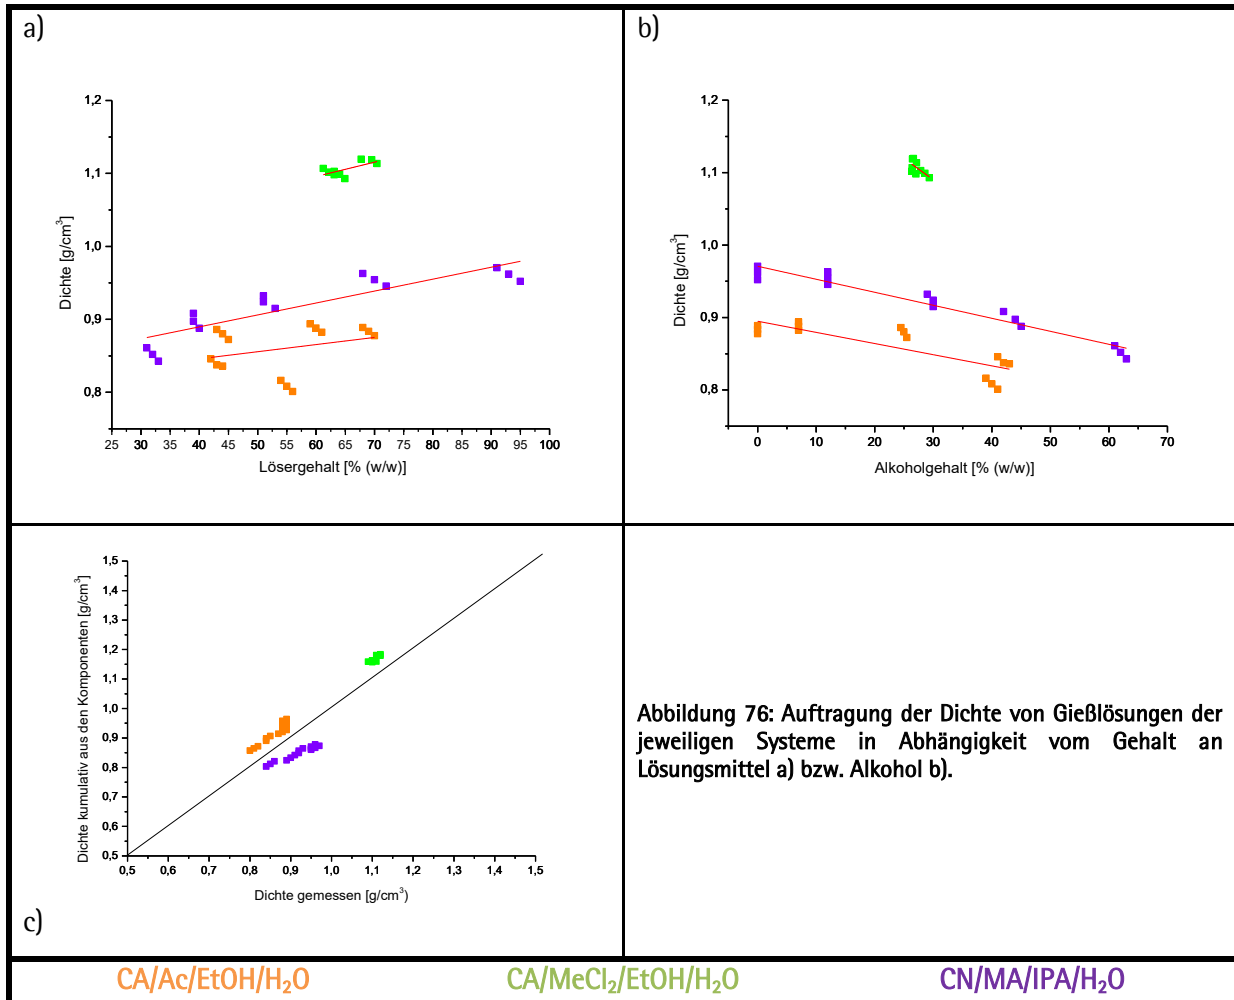 a)
1,2
1,1
1,0
0,9
0,8
Dichte [g/cm³]
25 30 35 40 45 50 55 60 65 70 75 80 85 90 95 100
Lösergehalt [% (w/w)]
b)
1,2
1,1
1,0
0,9
0,8
Dichte [g/cm³]
0 10 20 30 40 50 60 70
Alkoholgehalt [% (w/w)]
1,5
1,4
1,3
1,2
1,1
1,0
0,9
0,8
0,7
0,6
0,5
Dichte kumulativ aus den Komponenten [g/cm³]
0,5 0,6 0,7 0,8 0,9 1,0 1,1 1,2 1,3 1,4 1,5
Dichte gemessen [g/cm³)
c)
Abbildung 76: Auftragung der Dichte von Gießlösungen der
jeweiligen Systeme in Abhängigkeit vom Gehalt an
Lösungsmittel a) bzw. Alkohol b).
CA/Ac/EtOH/H₂O CA/MeCl₂/EtOH/H₂O CN/MA/IPA/H₂O